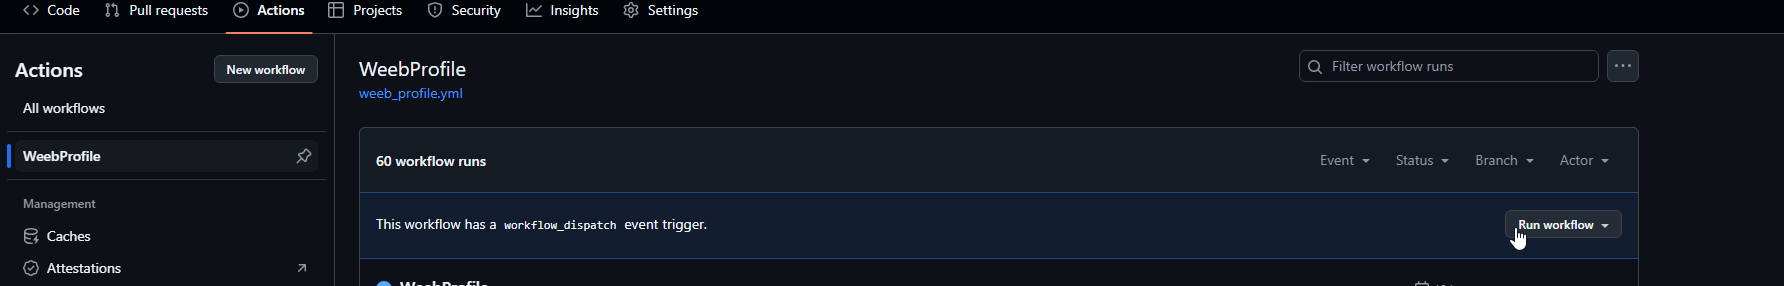 Code Pull requests Actions Projects Security Insights Settings
Actions
New workflow
All workflows
WeebProfile
Management
Caches
Attestations
WeebProfile
weeb_profile.yml
Filter workflow runs
60 workflow runs
Event Status Branch Actor
This workflow has a workflow_dispatch event trigger.
Run workflow
WeebProfile